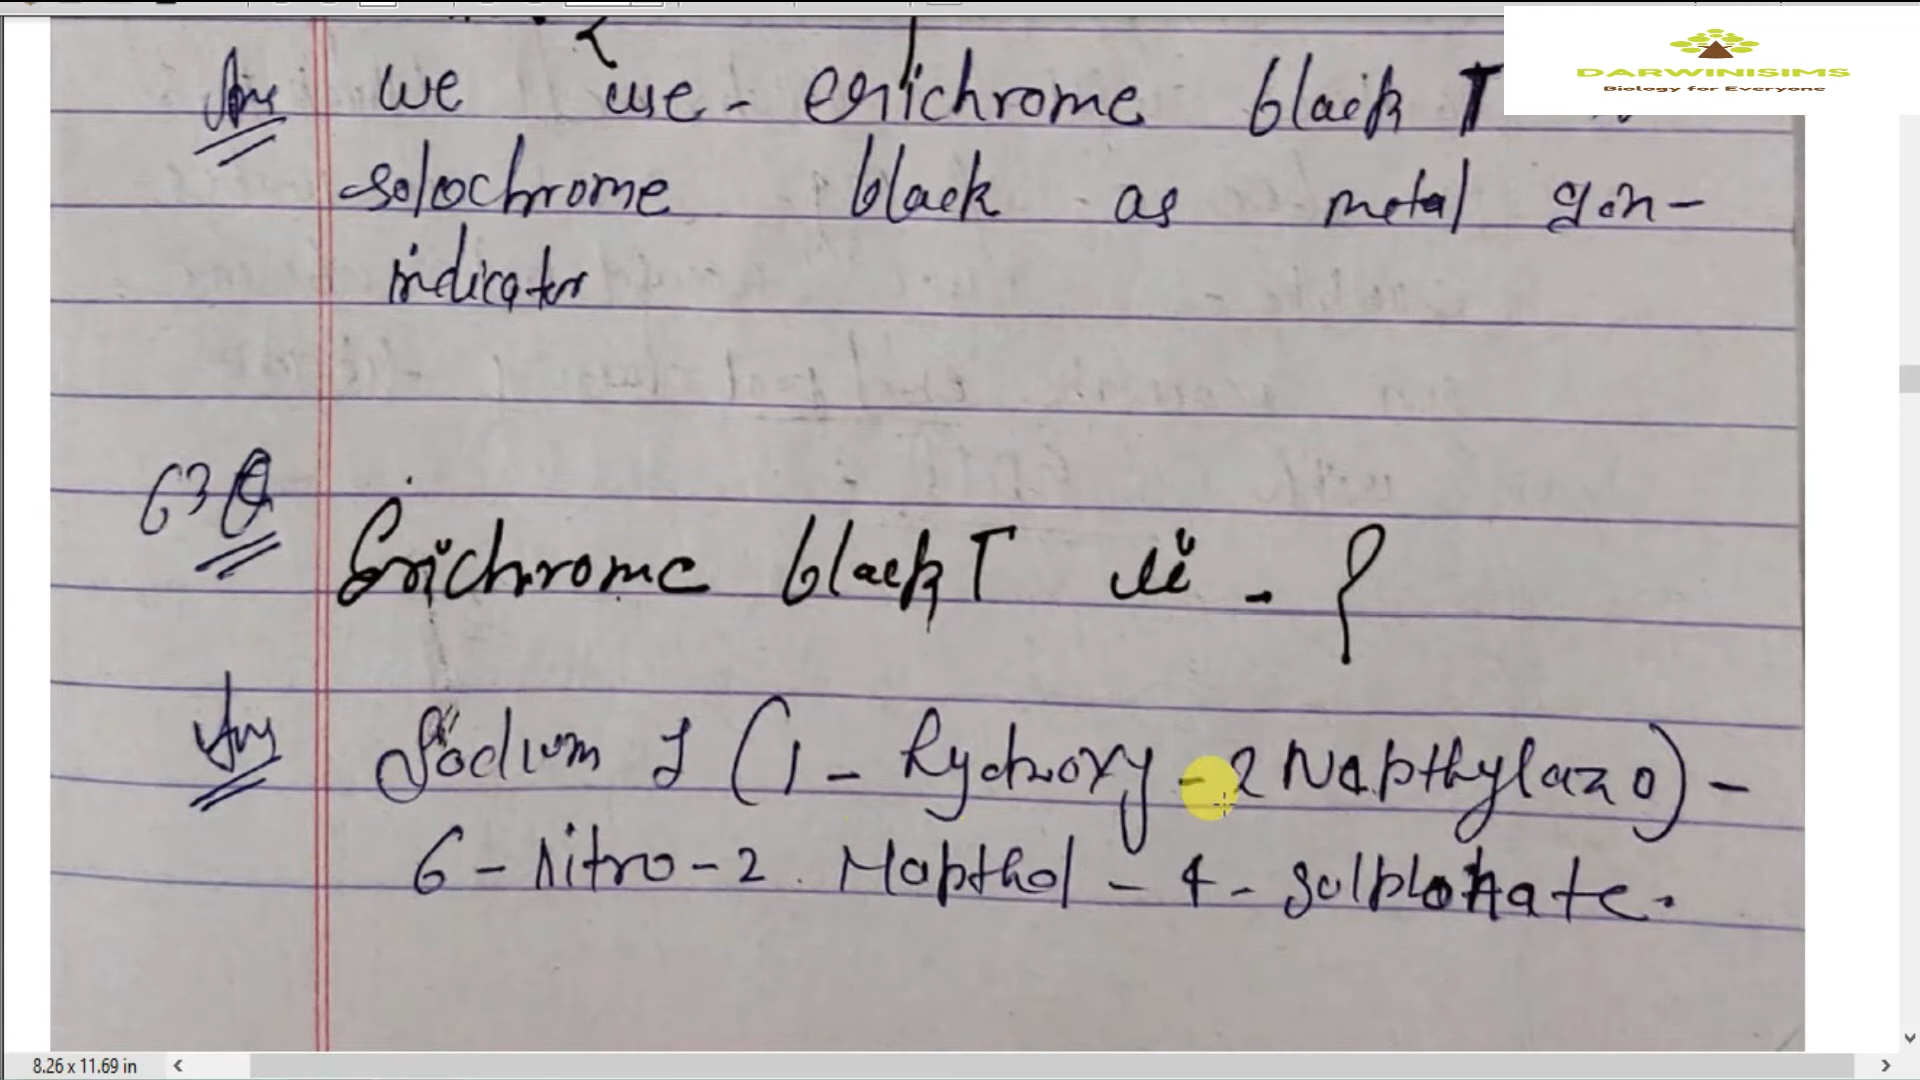 Ans we use - erichrome black T
DARWINISIMS
Biology for Everyone
solochrome black as metal ion-
indicator
63 Q
Erichrome black T is - ?
Ans Sodium 1 (1 - hydroxy - 2 Napthylazo) -
6 - Nitro - 2. Napthol - 4 - sulphonate.
8.26 x 11.69 in